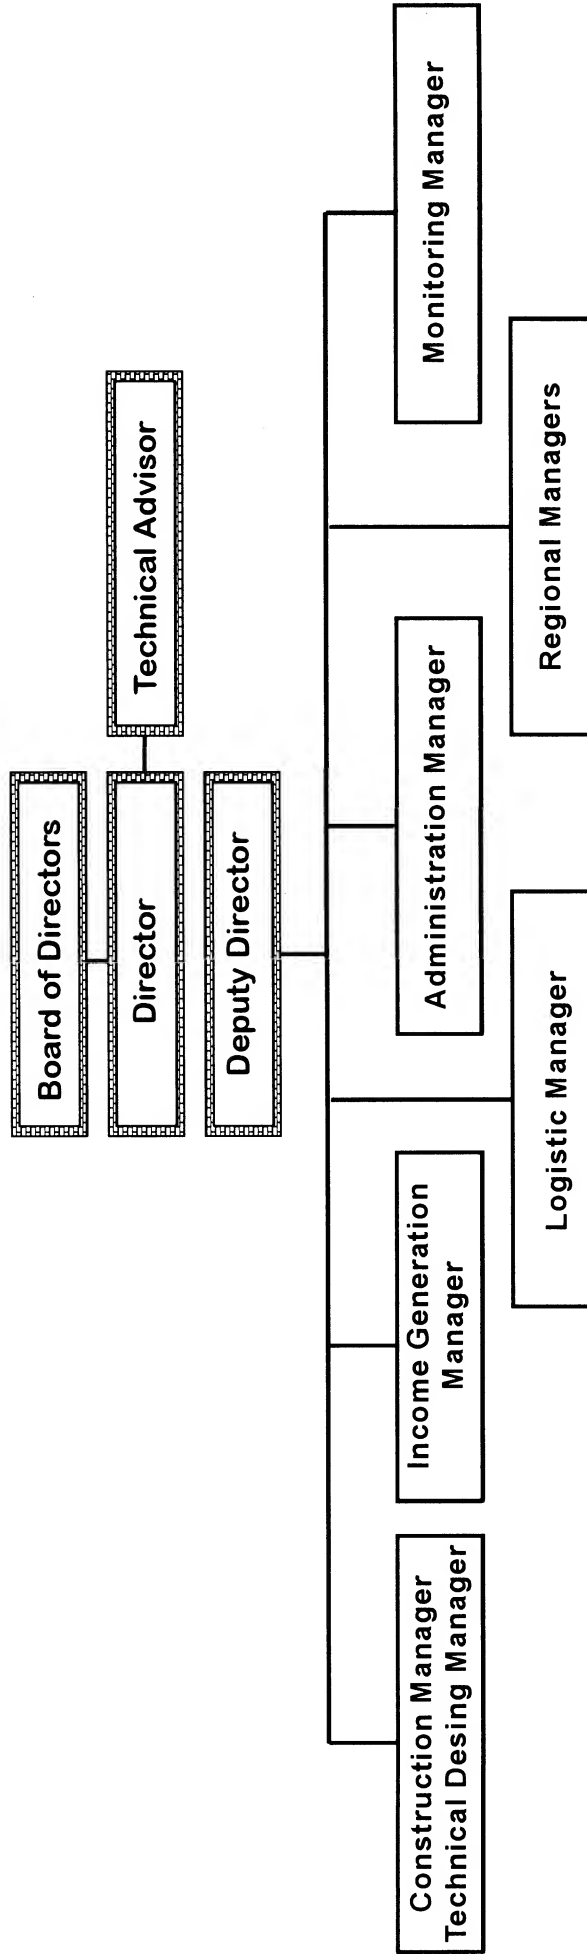 Board of Directors
Director
Technical Advisor
Deputy Director
Construction Manager
Technical Desing Manager
Income Generation
Manager
Administration Manager
Monitoring Manager
Logistic Manager
Regional Managers